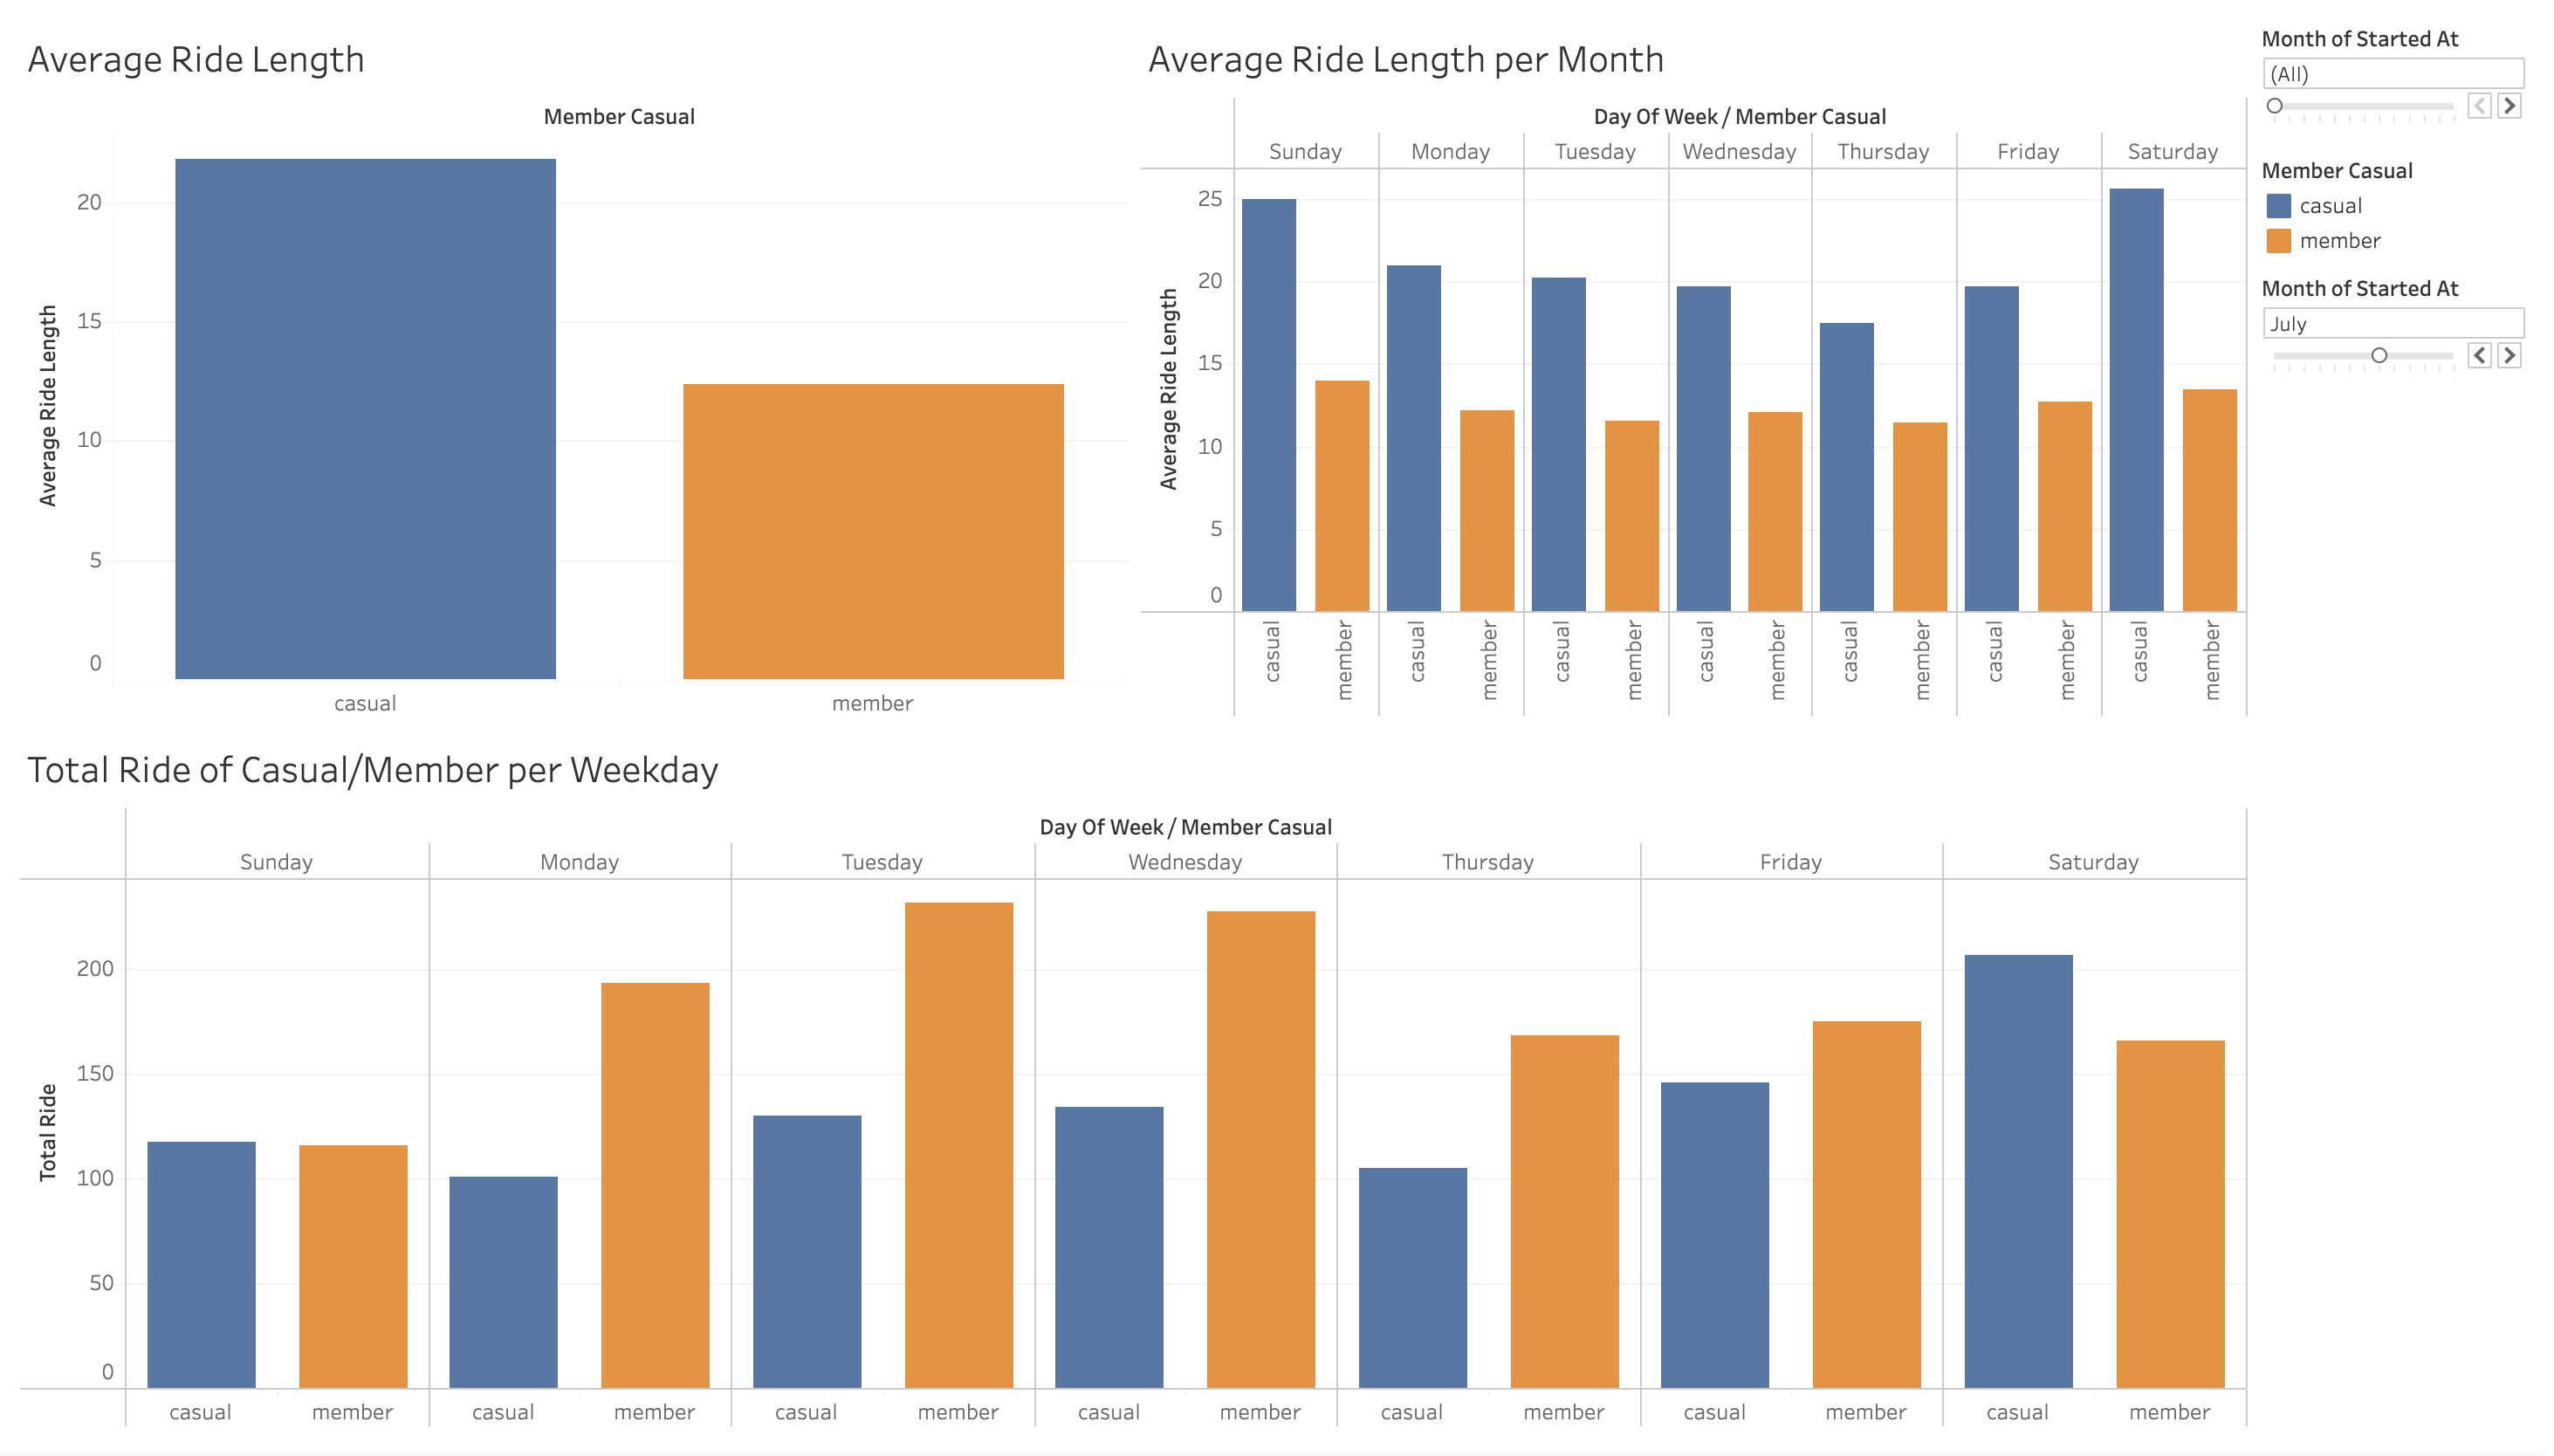 Average Ride Length
Member Casual
Average Ride Length
20
15
10
5
0
casual member
Average Ride Length per Month
Day Of Week / Member Casual
Sunday Monday Tuesday Wednesday Thursday Friday Saturday
Average Ride Length
25
20
15
10
5
0
casual member casual member casual member casual member casual member casual member casual member
Month of Started At
(All)
Member Casual
casual
member
Month of Started At
July
Total Ride of Casual/Member per Weekday
Day Of Week / Member Casual
Sunday Monday Tuesday Wednesday Thursday Friday Saturday
Total Ride
200
150
100
50
0
casual member casual member casual member casual member casual member casual member casual member